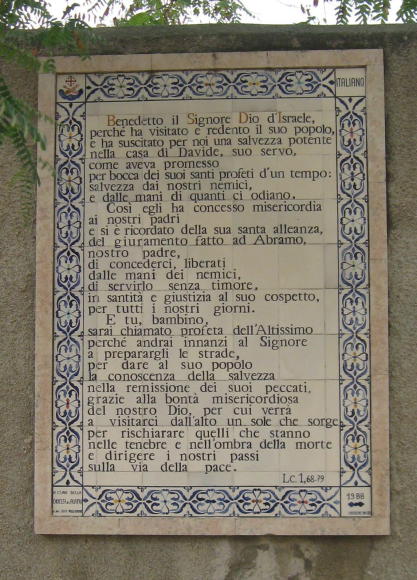 ITALIANO
Benedetto il Signore Dio d'Israele,
perché ha visitato e redento il suo popolo,
e ha suscitato per noi una salvezza potente
nella casa di Davide, suo servo,
come aveva promesso
per bocca dei suoi santi profeti d'un tempo:
salvezza dai nostri nemici,
e dalle mani di quanti ci odiano.
Così egli ha concesso misericordia
ai nostri padri
e si è ricordato della sua santa alleanza,
del giuramento fatto ad Abramo,
nostro padre,
di concederci, liberati
dalle mani dei nemici,
di servirlo senza timore,
in santità e giustizia al suo cospetto,
per tutti i nostri giorni.
E tu, bambino,
sarai chiamato profeta dell'Altissimo
perché andrai innanzi al Signore
a preparargli le strade,
per dare al suo popolo
la conoscenza della salvezza
nella remissione dei suoi peccati,
grazie alla bontà misericordiosa
del nostro Dio, per cui verrà
a visitarci dall'alto un sole che sorge
per rischiarare quelli che stanno
nelle tenebre e nell'ombra della morte
e dirigere i nostri passi
sulla via della pace.
Lc. 1,68-79
1986